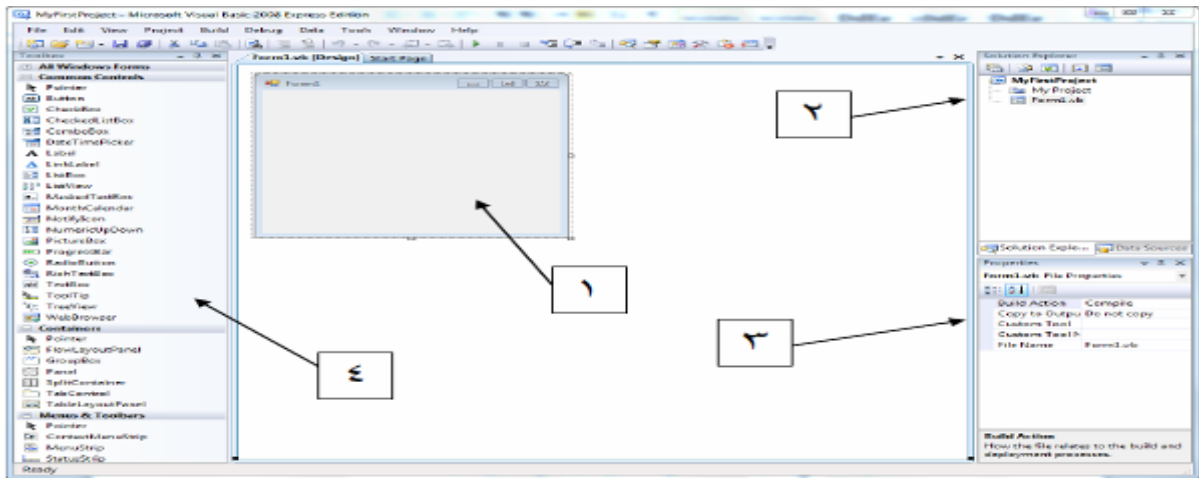 MyFirstProject - Microsoft Visual Basic 2008 Express Edition
File Edit View Project Build Debug Data Tools Window Help
Toolbox
All Windows Forms
Common Controls
Pointer
Button
CheckBox
CheckedListBox
ComboBox
DateTimePicker
Label
LinkLabel
ListBox
ListView
MaskedTextBox
MonthCalendar
NotifyIcon
NumericUpDown
PictureBox
ProgressBar
RadioButton
RichTextBox
TextBox
ToolTip
TreeView
WebBrowser
Containers
Pointer
FlowLayoutPanel
GroupBox
Panel
SplitContainer
TabControl
TableLayoutPanel
Menus & Toolbars
Pointer
ContextMenuStrip
MenuStrip
StatusStrip
Ready
Form1.vb [Design] Start Page
Form1
١
٢
٣
٤
Solution Explorer
MyFirstProject
My Project
Form1.vb
Solution Explo... Data Sources
Properties
Form1.vb File Properties
Build Action Compile
Copy to Outpu Do not copy
Custom Tool
Custom Tool N
File Name Form1.vb
Build Action
How the file relates to the build and
deployment processes.